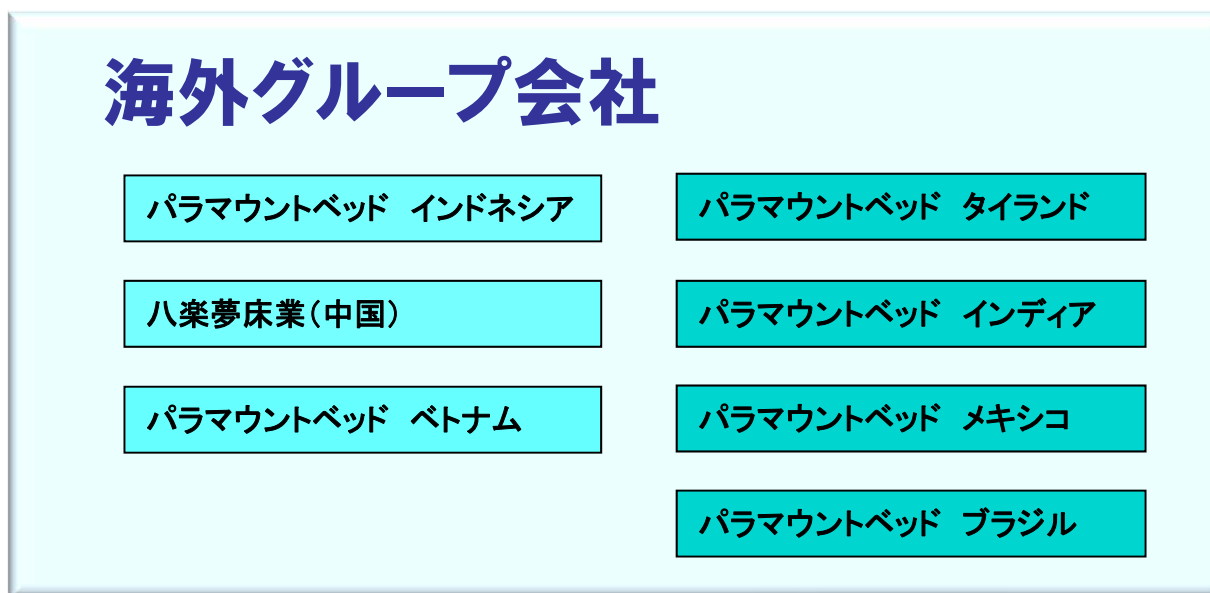 海外グループ会社
パラマウントベッド　インドネシア
八楽夢床業（中国）
パラマウントベッド　ベトナム
パラマウントベッド　タイランド
パラマウントベッド　インディア
パラマウントベッド　メキシコ
パラマウントベッド　ブラジル